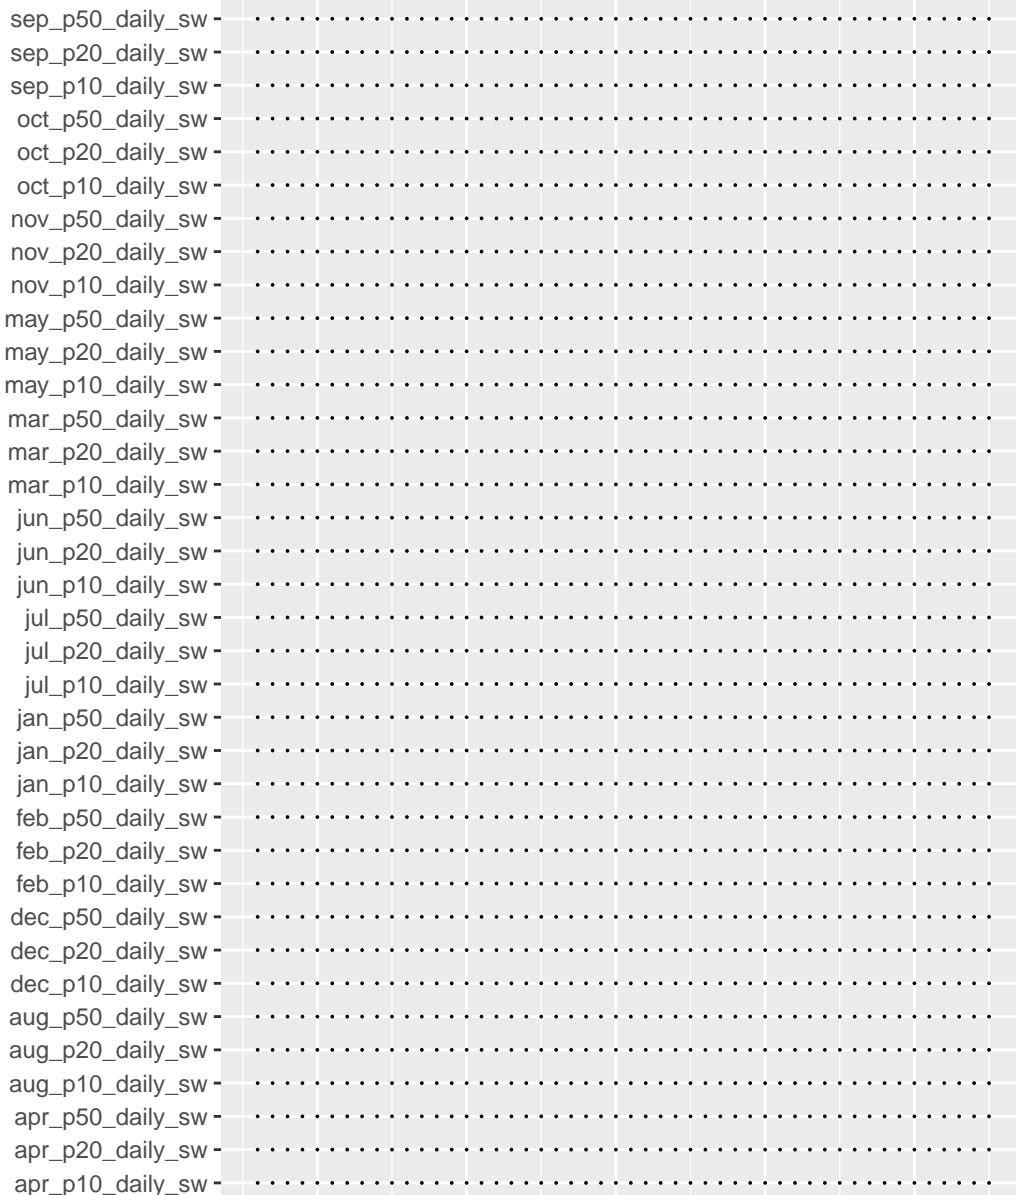 sep_p50_daily_sw
sep_p20_daily_sw
sep_p10_daily_sw
oct_p50_daily_sw
oct_p20_daily_sw
oct_p10_daily_sw
nov_p50_daily_sw
nov_p20_daily_sw
nov_p10_daily_sw
may_p50_daily_sw
may_p20_daily_sw
may_p10_daily_sw
mar_p50_daily_sw
mar_p20_daily_sw
mar_p10_daily_sw
jun_p50_daily_sw
jun_p20_daily_sw
jun_p10_daily_sw
jul_p50_daily_sw
jul_p20_daily_sw
jul_p10_daily_sw
jan_p50_daily_sw
jan_p20_daily_sw
jan_p10_daily_sw
feb_p50_daily_sw
feb_p20_daily_sw
feb_p10_daily_sw
dec_p50_daily_sw
dec_p20_daily_sw
dec_p10_daily_sw
aug_p50_daily_sw
aug_p20_daily_sw
aug_p10_daily_sw
apr_p50_daily_sw
apr_p20_daily_sw
apr_p10_daily_sw